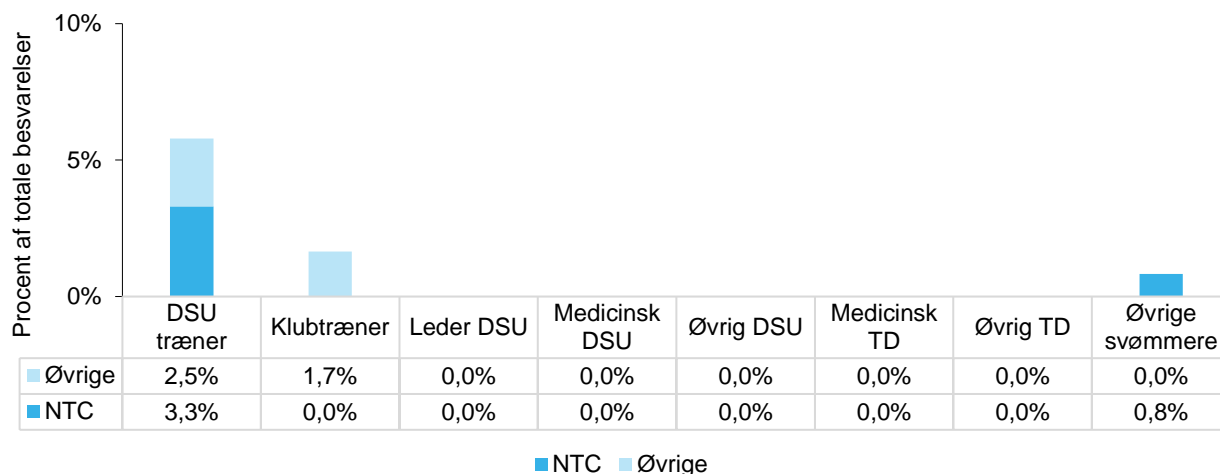 Procent af totale besvarelser
10%
5%
0%
DSU
træner
Klubtræner
Leder DSU
Medicinsk
DSU
Øvrig DSU
Medicinsk
TD
Øvrig TD
Øvrige
svømmere
Øvrige 2,5% 1,7% 0,0% 0,0% 0,0% 0,0% 0,0% 0,0%
NTC 3,3% 0,0% 0,0% 0,0% 0,0% 0,0% 0,0% 0,8%
NTC Øvrige